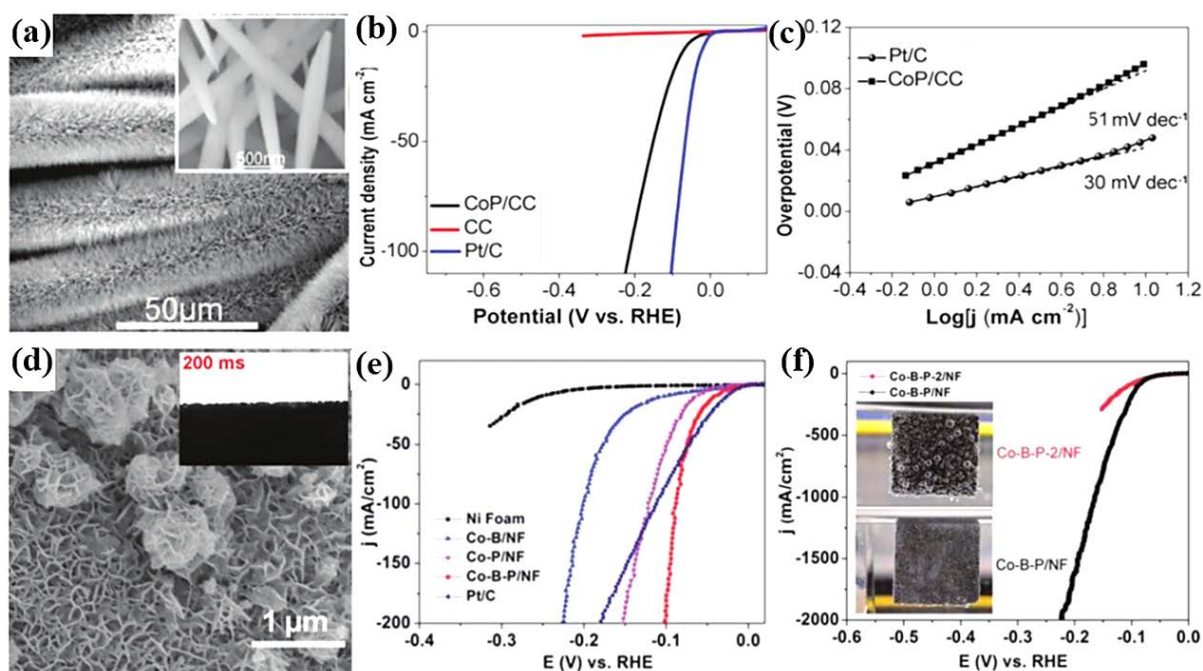 (a)
500nm
50μm
(b)
Current density (mA cm⁻²)
0
-50
-100
CoP/CC
CC
Pt/C
-0.6
-0.4
-0.2
0.0
Potential (V vs. RHE)
(c)
Overpotential (V)
0.12
0.08
0.04
0.00
-0.04
Pt/C
CoP/CC
51 mV dec⁻¹
30 mV dec⁻¹
-0.4
-0.2
0.0
0.2
0.4
0.6
0.8
1.0
1.2
Log[j (mA cm⁻²)]
(d)
200 ms
1 μm
(e)
j (mA/cm²)
0
-50
-100
-150
-200
Ni Foam
Co-B/NF
Co-P/NF
Co-B-P/NF
Pt/C
-0.3
-0.2
-0.1
0.0
E (V) vs. RHE
(f)
j (mA/cm²)
0
-500
-1000
-1500
-2000
Co-B-P-2/NF
Co-B-P/NF
Co-B-P-2/NF
Co-B-P/NF
-0.6
-0.5
-0.4
-0.3
-0.2
-0.1
0.0
E (V) vs. RHE